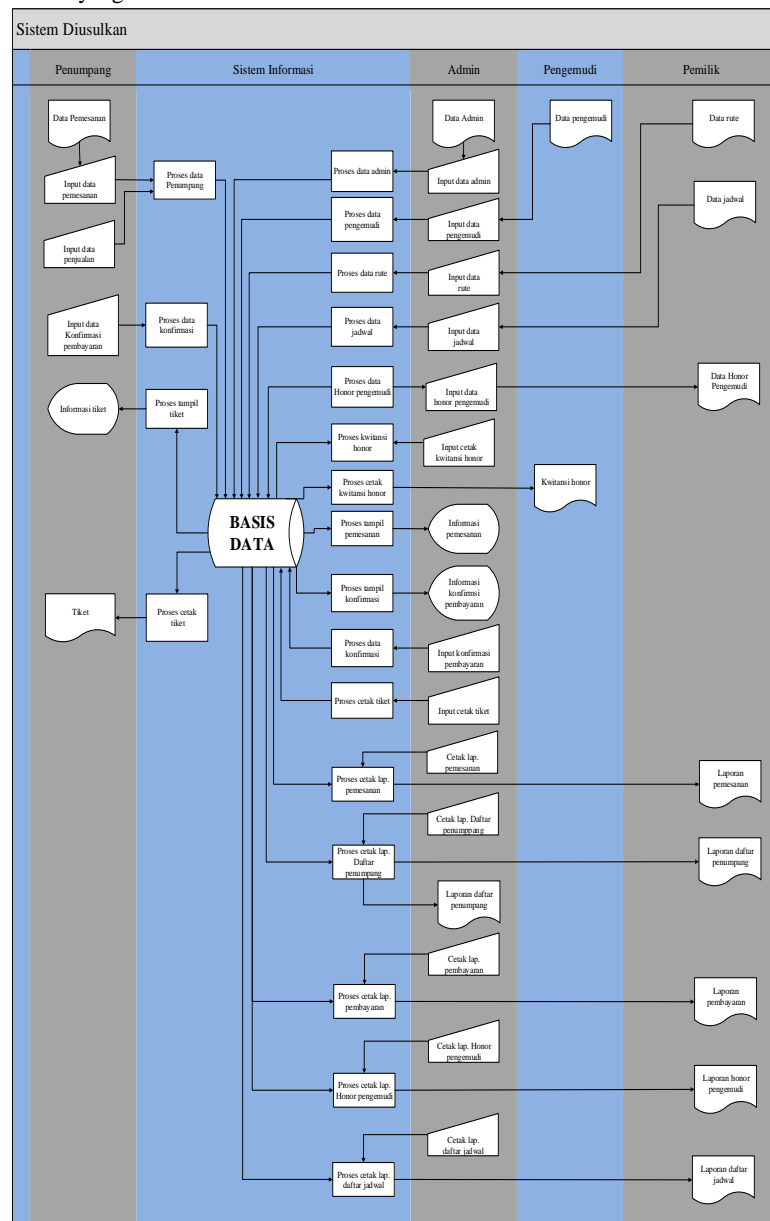 Sistem Diusulkan
Penumpang
Sistem Informasi
Admin
Pengemudi
Pemilik
Data Pemesanan
Data Admin
Data pengemudi
Data rute
Input data
pemesanan
Proses data
Penumpang
Proses data admin
Input data admin
Data jadwal
Input data
penjualan
Proses data
pengemudi
Input data
pengemudi
Proses data rute
Input data
rute
Input data
Konfirmasi
pembayaran
Proses data
konfirmasi
Proses data
jadwal
Input data
jadwal
Informasi tiket
Proses tampil
tiket
Proses data
Honor pengemudi
Input data
honor pengemudi
Data Honor
Pengemudi
Proses kwitansi
honor
Input cetak
kwitansi honor
Proses cetak
kwitansi honor
Kwitansi honor
BASIS
DATA
Proses tampil
pemesanan
Informasi
pemesanan
Proses tampil
konfirmasi
Informasi
konfirmsi
pembayaran
Tiket
Proses cetak
tiket
Proses data
konfirmasi
Input konfirmasi
pembayaran
Proses cetak tiket
Input cetak tiket
Cetak lap.
pemesanan
Proses cetak lap.
pemesanan
Laporan
pemesanan
Cetak lap. Daftar
penumppang
Proses cetak lap.
Daftar
penumpang
Laporan daftar
penumpang
Laporan daftar
penumpang
Cetak lap.
pembayaran
Proses cetak lap.
pembayaran
Laporan
pembayaran
Cetak lap. Honor
pengemudi
Proses cetak lap.
Honor pengemudi
Laporan honor
pengemudi
Cetak lap.
daftar jadwal
Proses cetak lap.
daftar jadwal
Laporan daftar
jadwal